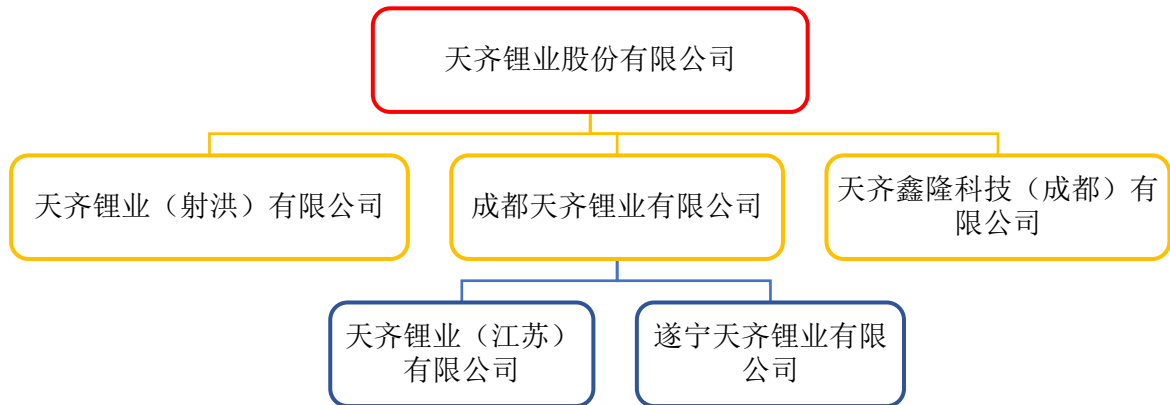 天齐锂业股份有限公司
天齐锂业（射洪）有限公司
成都天齐锂业有限公司
天齐鑫隆科技（成都）有
限公司
天齐锂业（江苏）
有限公司
遂宁天齐锂业有限
公司